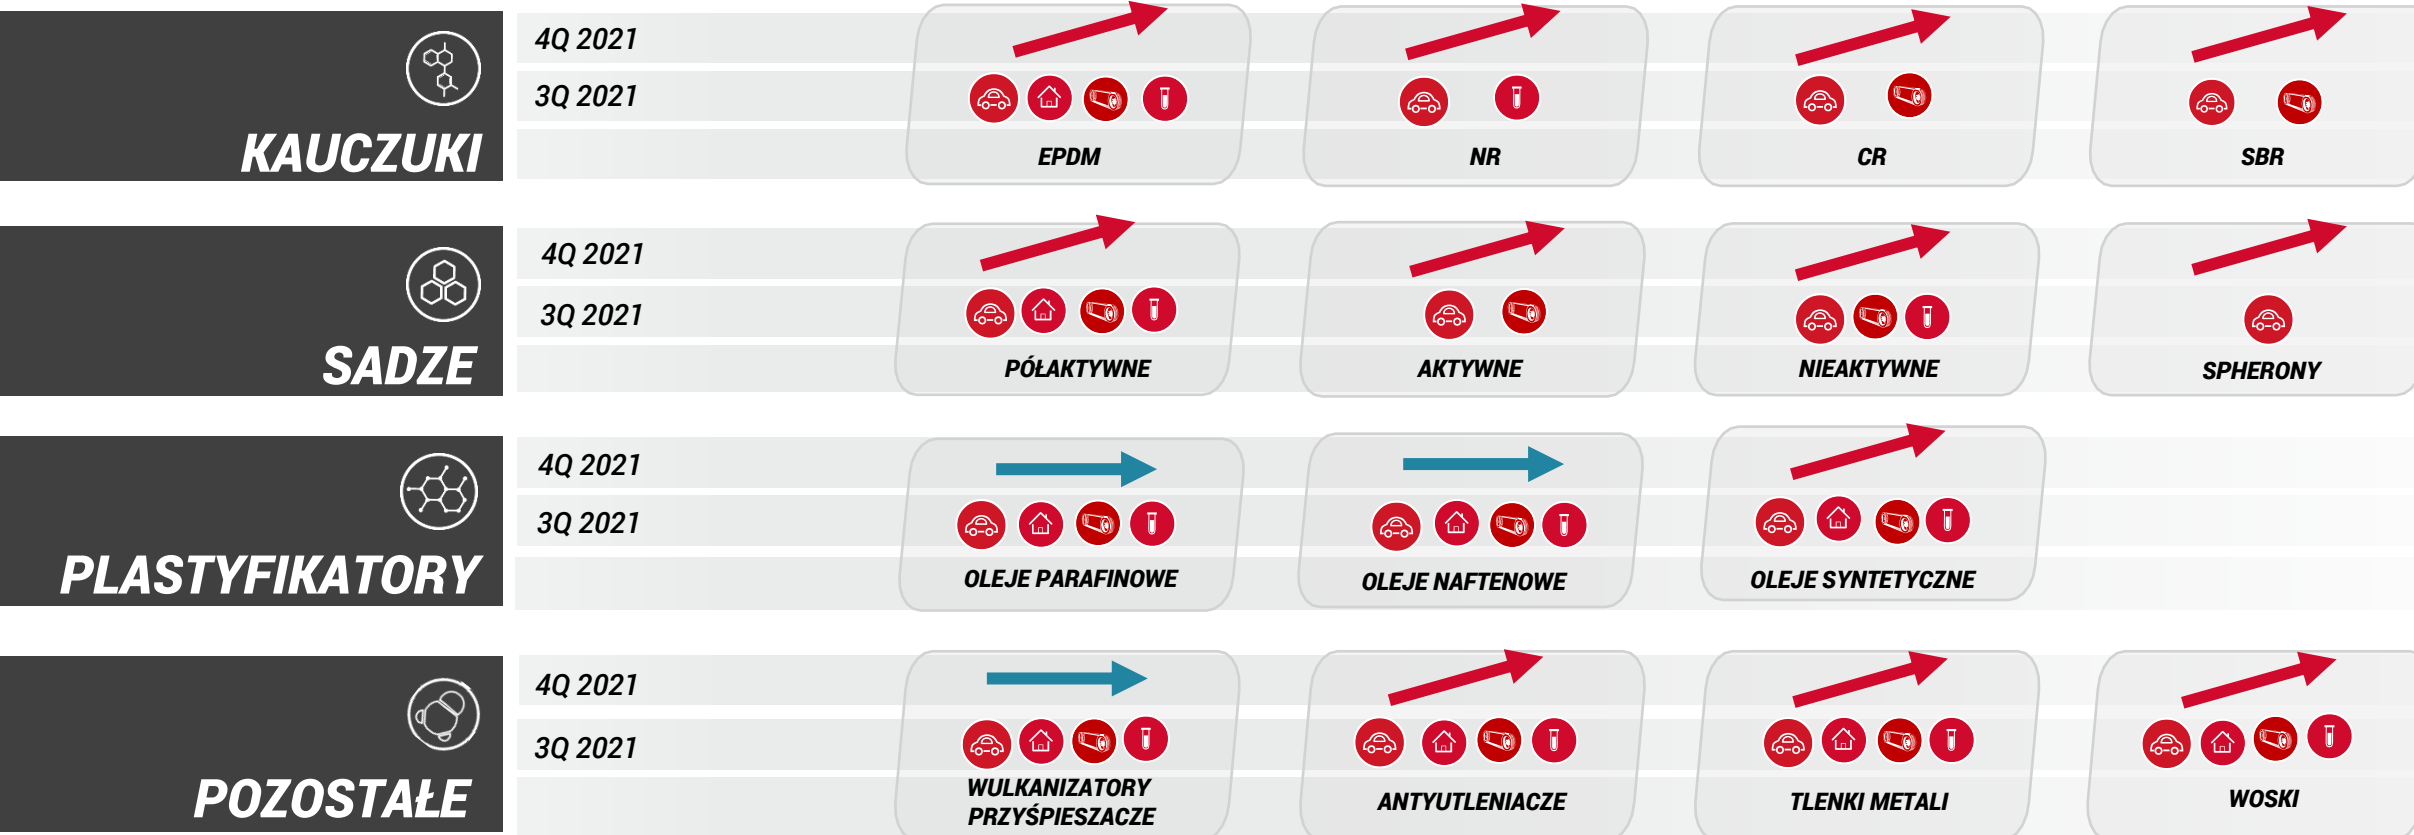 4Q 2021
3Q 2021
KAUCZUKI
EPDM
NR
CR
SBR
4Q 2021
3Q 2021
SADZE
PÓŁAKTYWNE
AKTYWNE
NIEAKTYWNE
SPHERONY
4Q 2021
3Q 2021
PLASTYFIKATORY
OLEJE PARAFINOWE
OLEJE NAFTENOWE
OLEJE SYNTETYCZNE
4Q 2021
3Q 2021
POZOSTAŁE
WULKANIZATORY
PRZYŚPIESZACZE
ANTYUTLENIACZE
TLENKI METALI
WOSKI